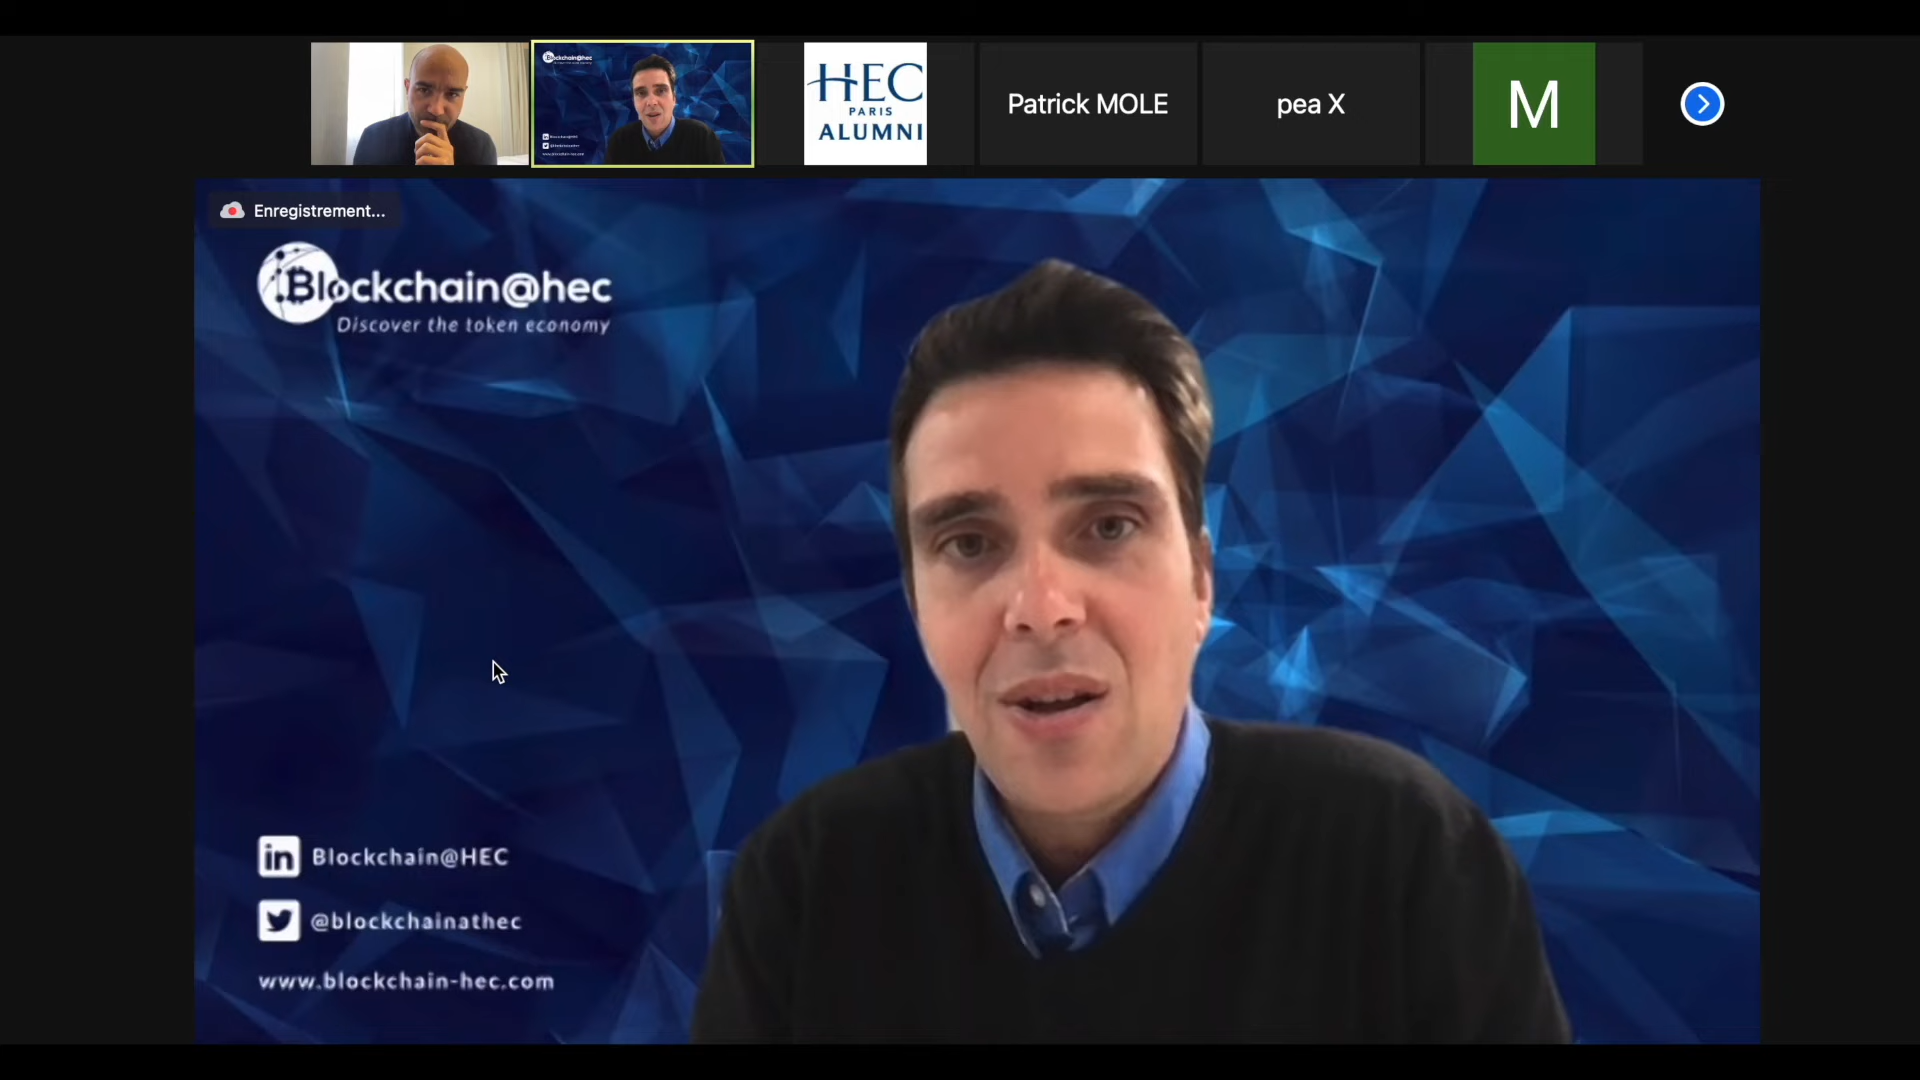 HEC
PARIS
ALUMNI
Patrick MOLE
pea X
M
Enregistrement...
Blockchain@hec
Discover the token economy
in Blockchain@HEC
@blockchainathec
www.blockchain-hec.com